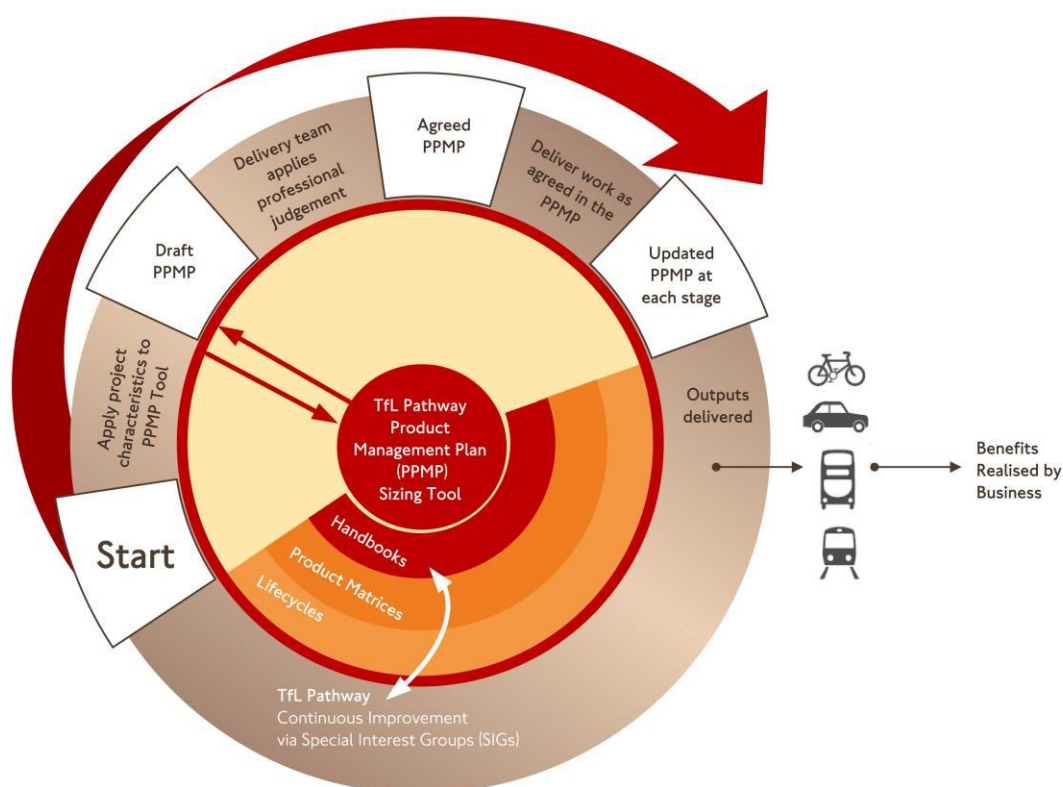 Start
Apply project
characteristics to
PPMP Tool
Draft
PPMP
Delivery team
applies
professional
judgement
Agreed
PPMP
Deliver work as
agreed in the
PPMP
Updated
PPMP at
each stage
Outputs
delivered
Benefits
Realised by
Business
TfL Pathway
Product
Management Plan
(PPMP)
Sizing Tool
Handbooks
Product Matrices
Lifecycles
TfL Pathway
Continuous Improvement
via Special Interest Groups (SIGs)